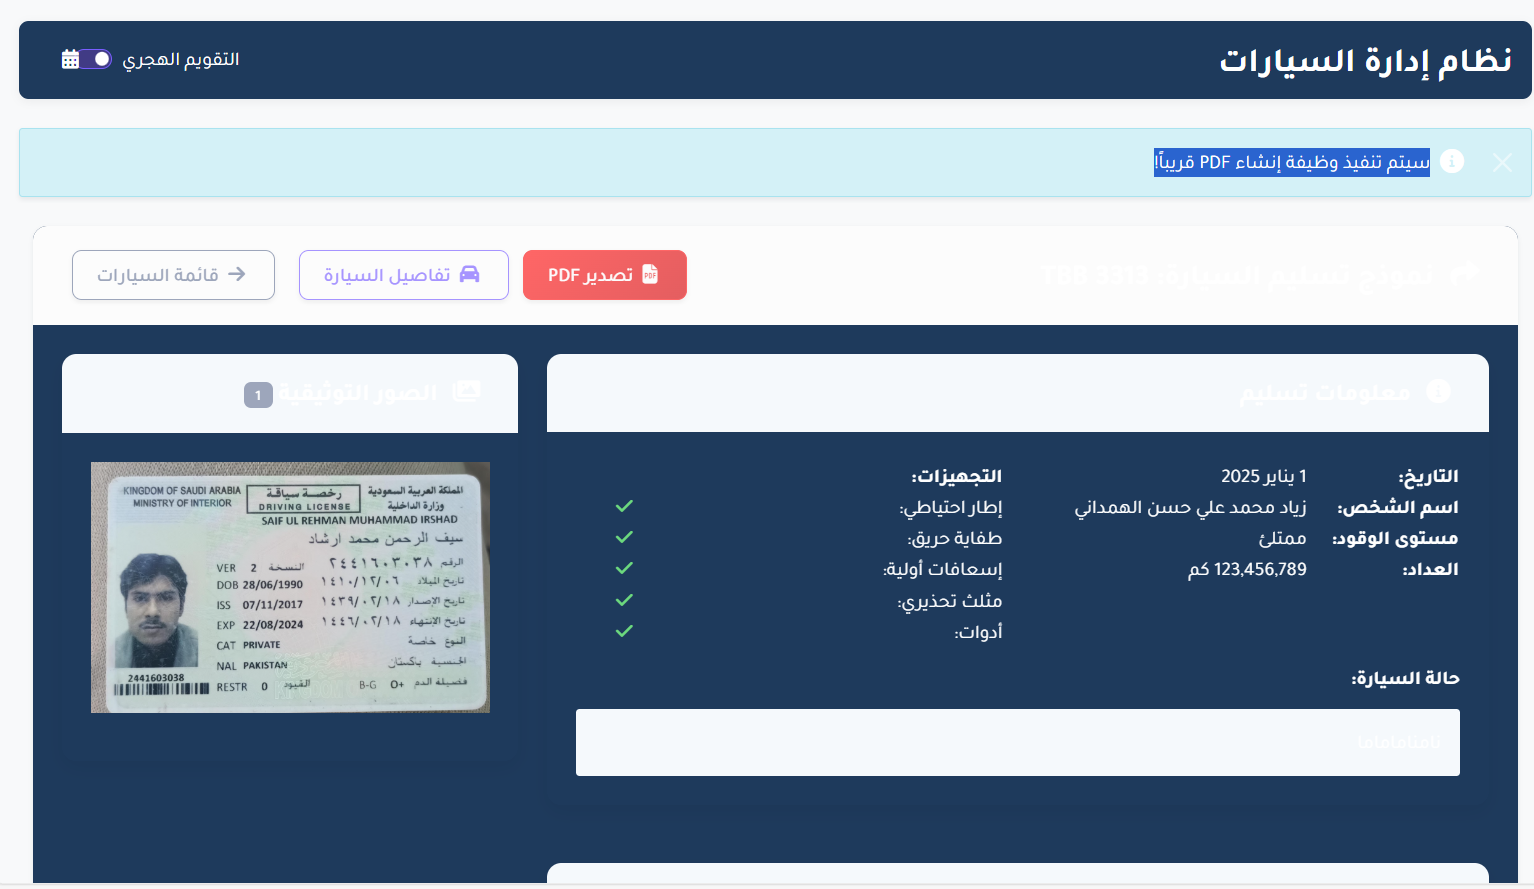 نظام إدارة السيارات
التقويم الهجري
سيتم تنفيذ وظيفة إنشاء PDF قريباً!
نموذج تسليم السيارة: TBB 3313
تصدير PDF
تفاصيل السيارة
قائمة السيارات
معلومات تسليم
التاريخ: 1 يناير 2025
اسم الشخص: زياد محمد علي حسن الهمداني
مستوى الوقود: ممتلئ
العداد: 123,456,789 كم
التجهيزات:
إطار احتياطي:
طفاية حريق:
إسعافات أولية:
مثلث تحذيري:
أدوات:
حالة السيارة:
الصور التوثيقية 1
KINGDOM OF SAUDI ARABIA
MINISTRY OF INTERIOR
رخصة سياقة
DRIVING LICENSE
المملكة العربية السعودية
وزارة الداخلية
SAIF UL REHMAN MUHAMMAD IRSHAD
سيف الرحمن محمد ارشاد
VER 2 النسخة الرقم ٢٤٤١٦٠٣٠٣٨
DOB 28/06/1990 تاريخ الميلاد ١٤١٠/١٢/٠٦
ISS 07/11/2017 تاريخ الإصدار ١٤٣٩/٠٢/١٨
EXP 22/08/2024 تاريخ الإنتهاء ١٤٤٦/٠٢/١٨
CAT PRIVATE النوع خاصة
NAL PAKISTAN الجنسية باكستان
RESTR 0 القيود B-G O+ فصيلة الدم
2441603038